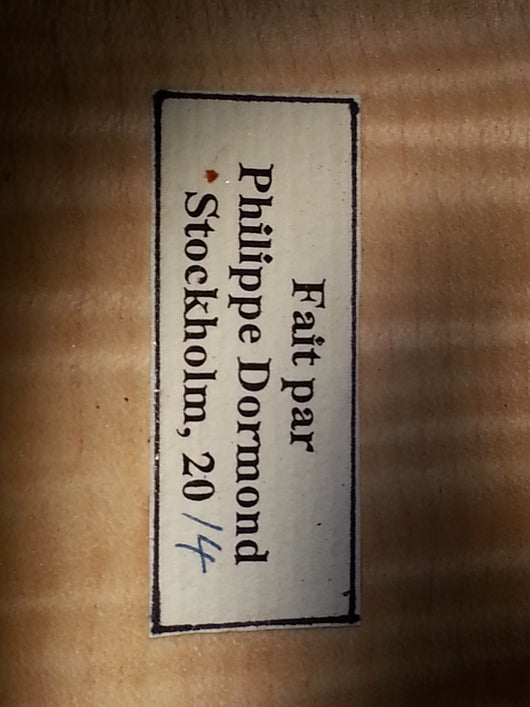 Fait par
Philippe Dormond
Stockholm, 2014